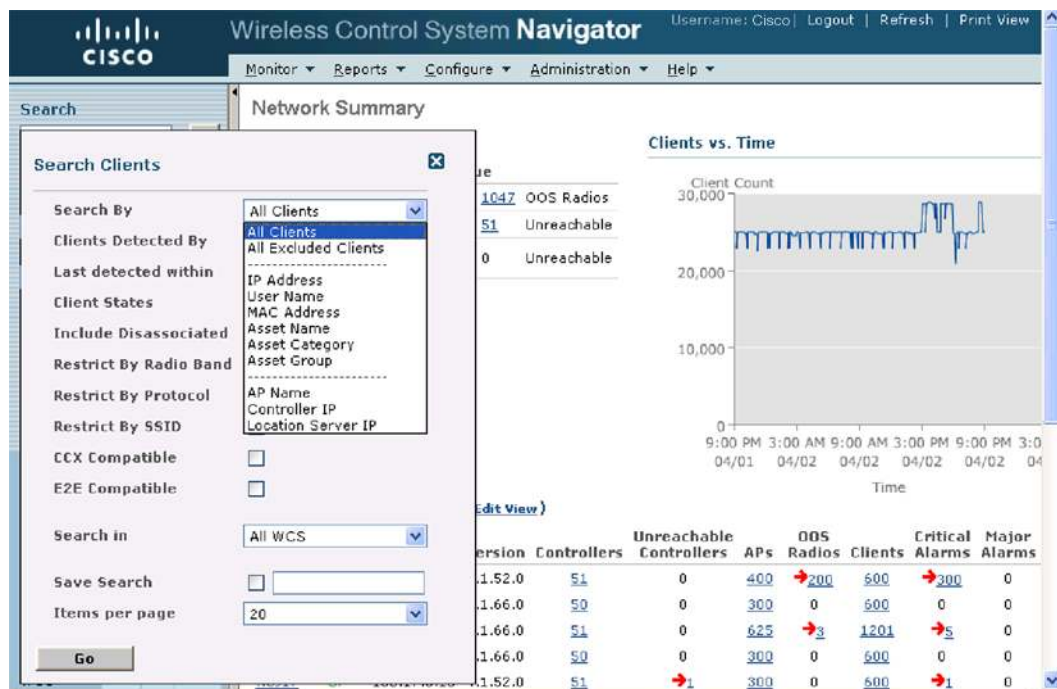 CISCO
Wireless Control System Navigator
Username: Cisco | Logout | Refresh | Print View
Monitor Reports Configure Administration Help
Search
Network Summary
Search Clients
Search By All Clients
All Clients
All Excluded Clients
--------------------
IP Address
User Name
MAC Address
Asset Name
Asset Category
Asset Group
--------------------
AP Name
Controller IP
Location Server IP
Clients Detected By
Last detected within
Client States
Include Disassociated
Restrict By Radio Band
Restrict By Protocol
Restrict By SSID
CCX Compatible
E2E Compatible
Search in All WCS
Save Search
Items per page 20
Go
ue
1047 OOS Radios
51 Unreachable
0 Unreachable
Clients vs. Time
Client Count
30,000
20,000
10,000
0
9:00 PM 3:00 AM 9:00 AM 3:00 PM 9:00 PM 3:0
04/01 04/02 04/02 04/02 04/02 04
Time
Edit View )
ersion Controllers Unreachable Controllers APs OOS Radios Clients Critical Alarms Major Alarms
.1.52.0 51 0 400 200 600 300 0
.1.66.0 50 0 300 0 600 0 0
.1.66.0 51 0 625 3 1201 5 0
.1.66.0 50 0 300 0 600 0 0
.1.52.0 51 1 300 0 600 1 0